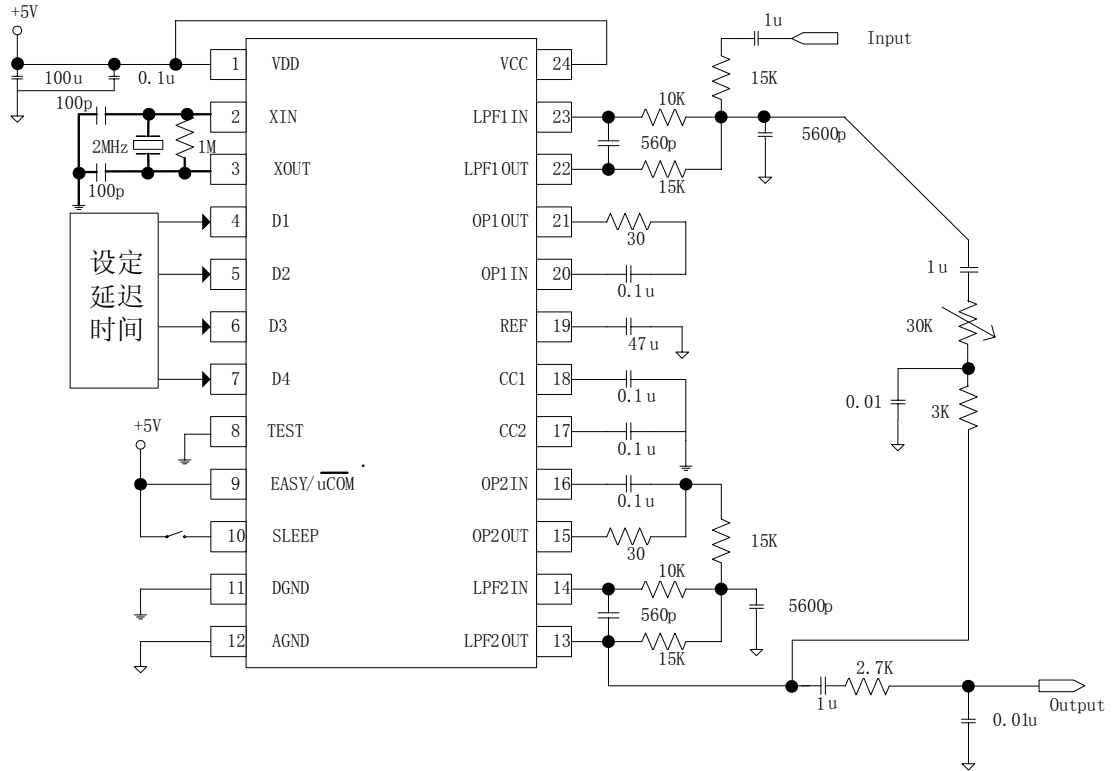 +5V
100u
0.1u
1
VDD
VCC
24
1u
Input
15K
100p
2
XIN
LPF1IN
23
10K
560p
5600p
2MHz
1M
3
XOUT
LPF1OUT
22
15K
100p
4
D1
OP1OUT
21
30
设定
延迟
时间
5
D2
OP1IN
20
0.1u
1u
6
D3
REF
19
47u
30K
7
D4
CC1
18
0.1u
0.01
3K
+5V
8
TEST
CC2
17
0.1u
9
EASY/uCOM
OP2IN
16
0.1u
10
SLEEP
OP2OUT
15
30
15K
11
DGND
LPF2IN
14
10K
560p
5600p
12
AGND
LPF2OUT
13
15K
2.7K
1u
Output
0.01u